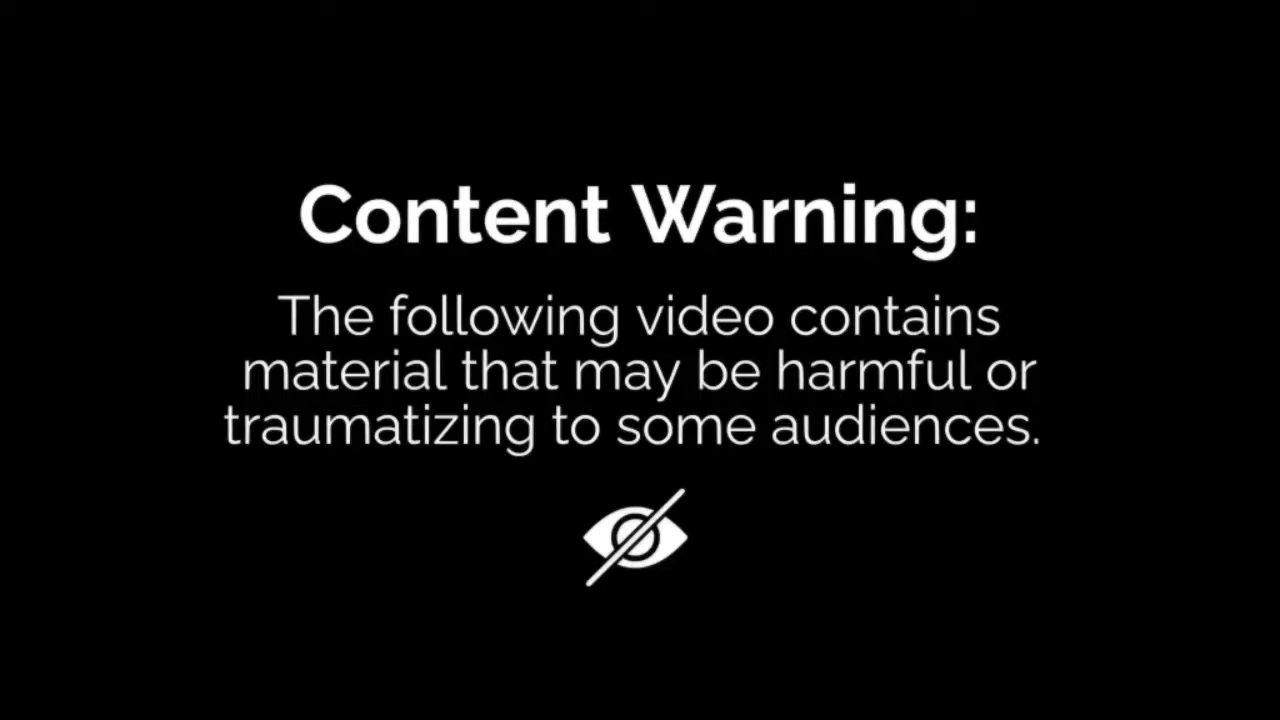 Content Warning:
The following video contains
material that may be harmful or
traumatizing to some audiences.